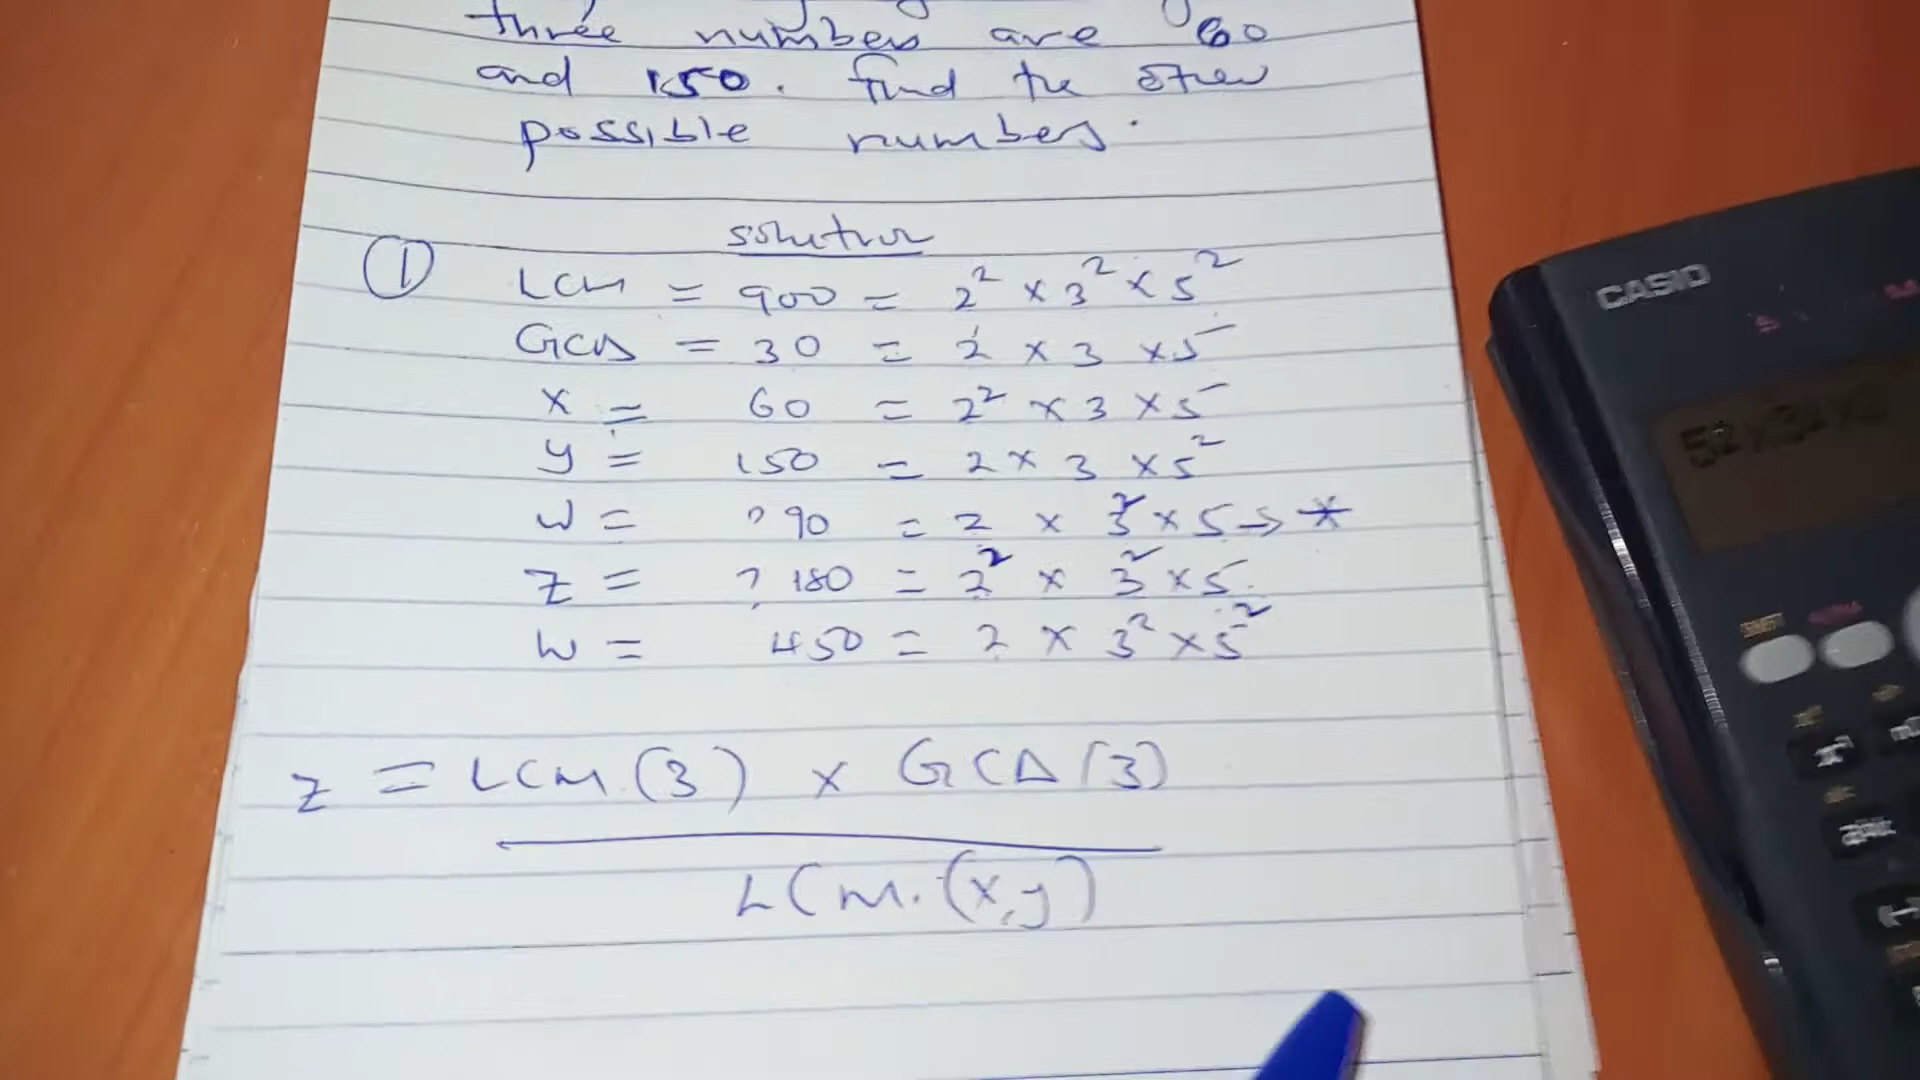 three numbers are 60
and 150. find the other
possible numbers.
solution
① LCM = 900 = 2² × 3² × 5²
GCD = 30 = 2 × 3 × 5
x = 60 = 2² × 3 × 5
y = 150 = 2 × 3 × 5²
W = ? 90 = 2 × 3² × 5 → *
Z = ? 180 = 2² × 3² × 5.
W = 450 = 2 × 3² × 5²
Z = LCM.(3) × GCD(3)
LCM.(x,y)
CASIO
SHIFT
ALPHA